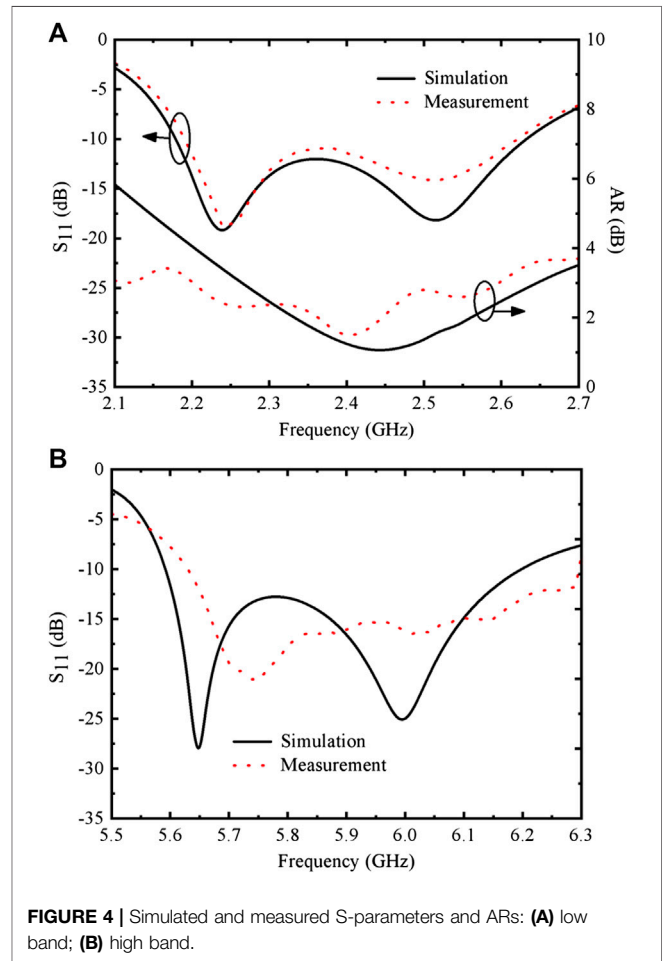 A
0
-5
-10
-15
-20
-25
-30
-35
S11 (dB)
10
8
6
4
2
0
AR (dB)
Simulation
Measurement
2.1 2.2 2.3 2.4 2.5 2.6 2.7
Frequency (GHz)
B
0
-5
-10
-15
-20
-25
-30
-35
S11 (dB)
Simulation
Measurement
5.5 5.6 5.7 5.8 5.9 6.0 6.1 6.2 6.3
Frequency (GHz)
FIGURE 4 | Simulated and measured S-parameters and ARs: (A) low
band; (B) high band.